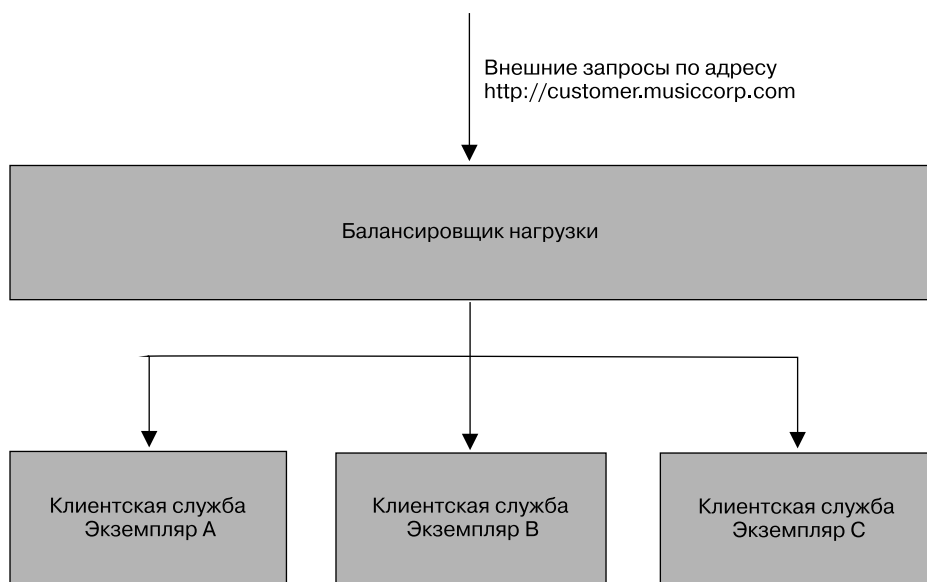 Внешние запросы по адресу
http://customer.musiccorp.com
Балансировщик нагрузки
Клиентская служба
Экземпляр A
Клиентская служба
Экземпляр B
Клиентская служба
Экземпляр C